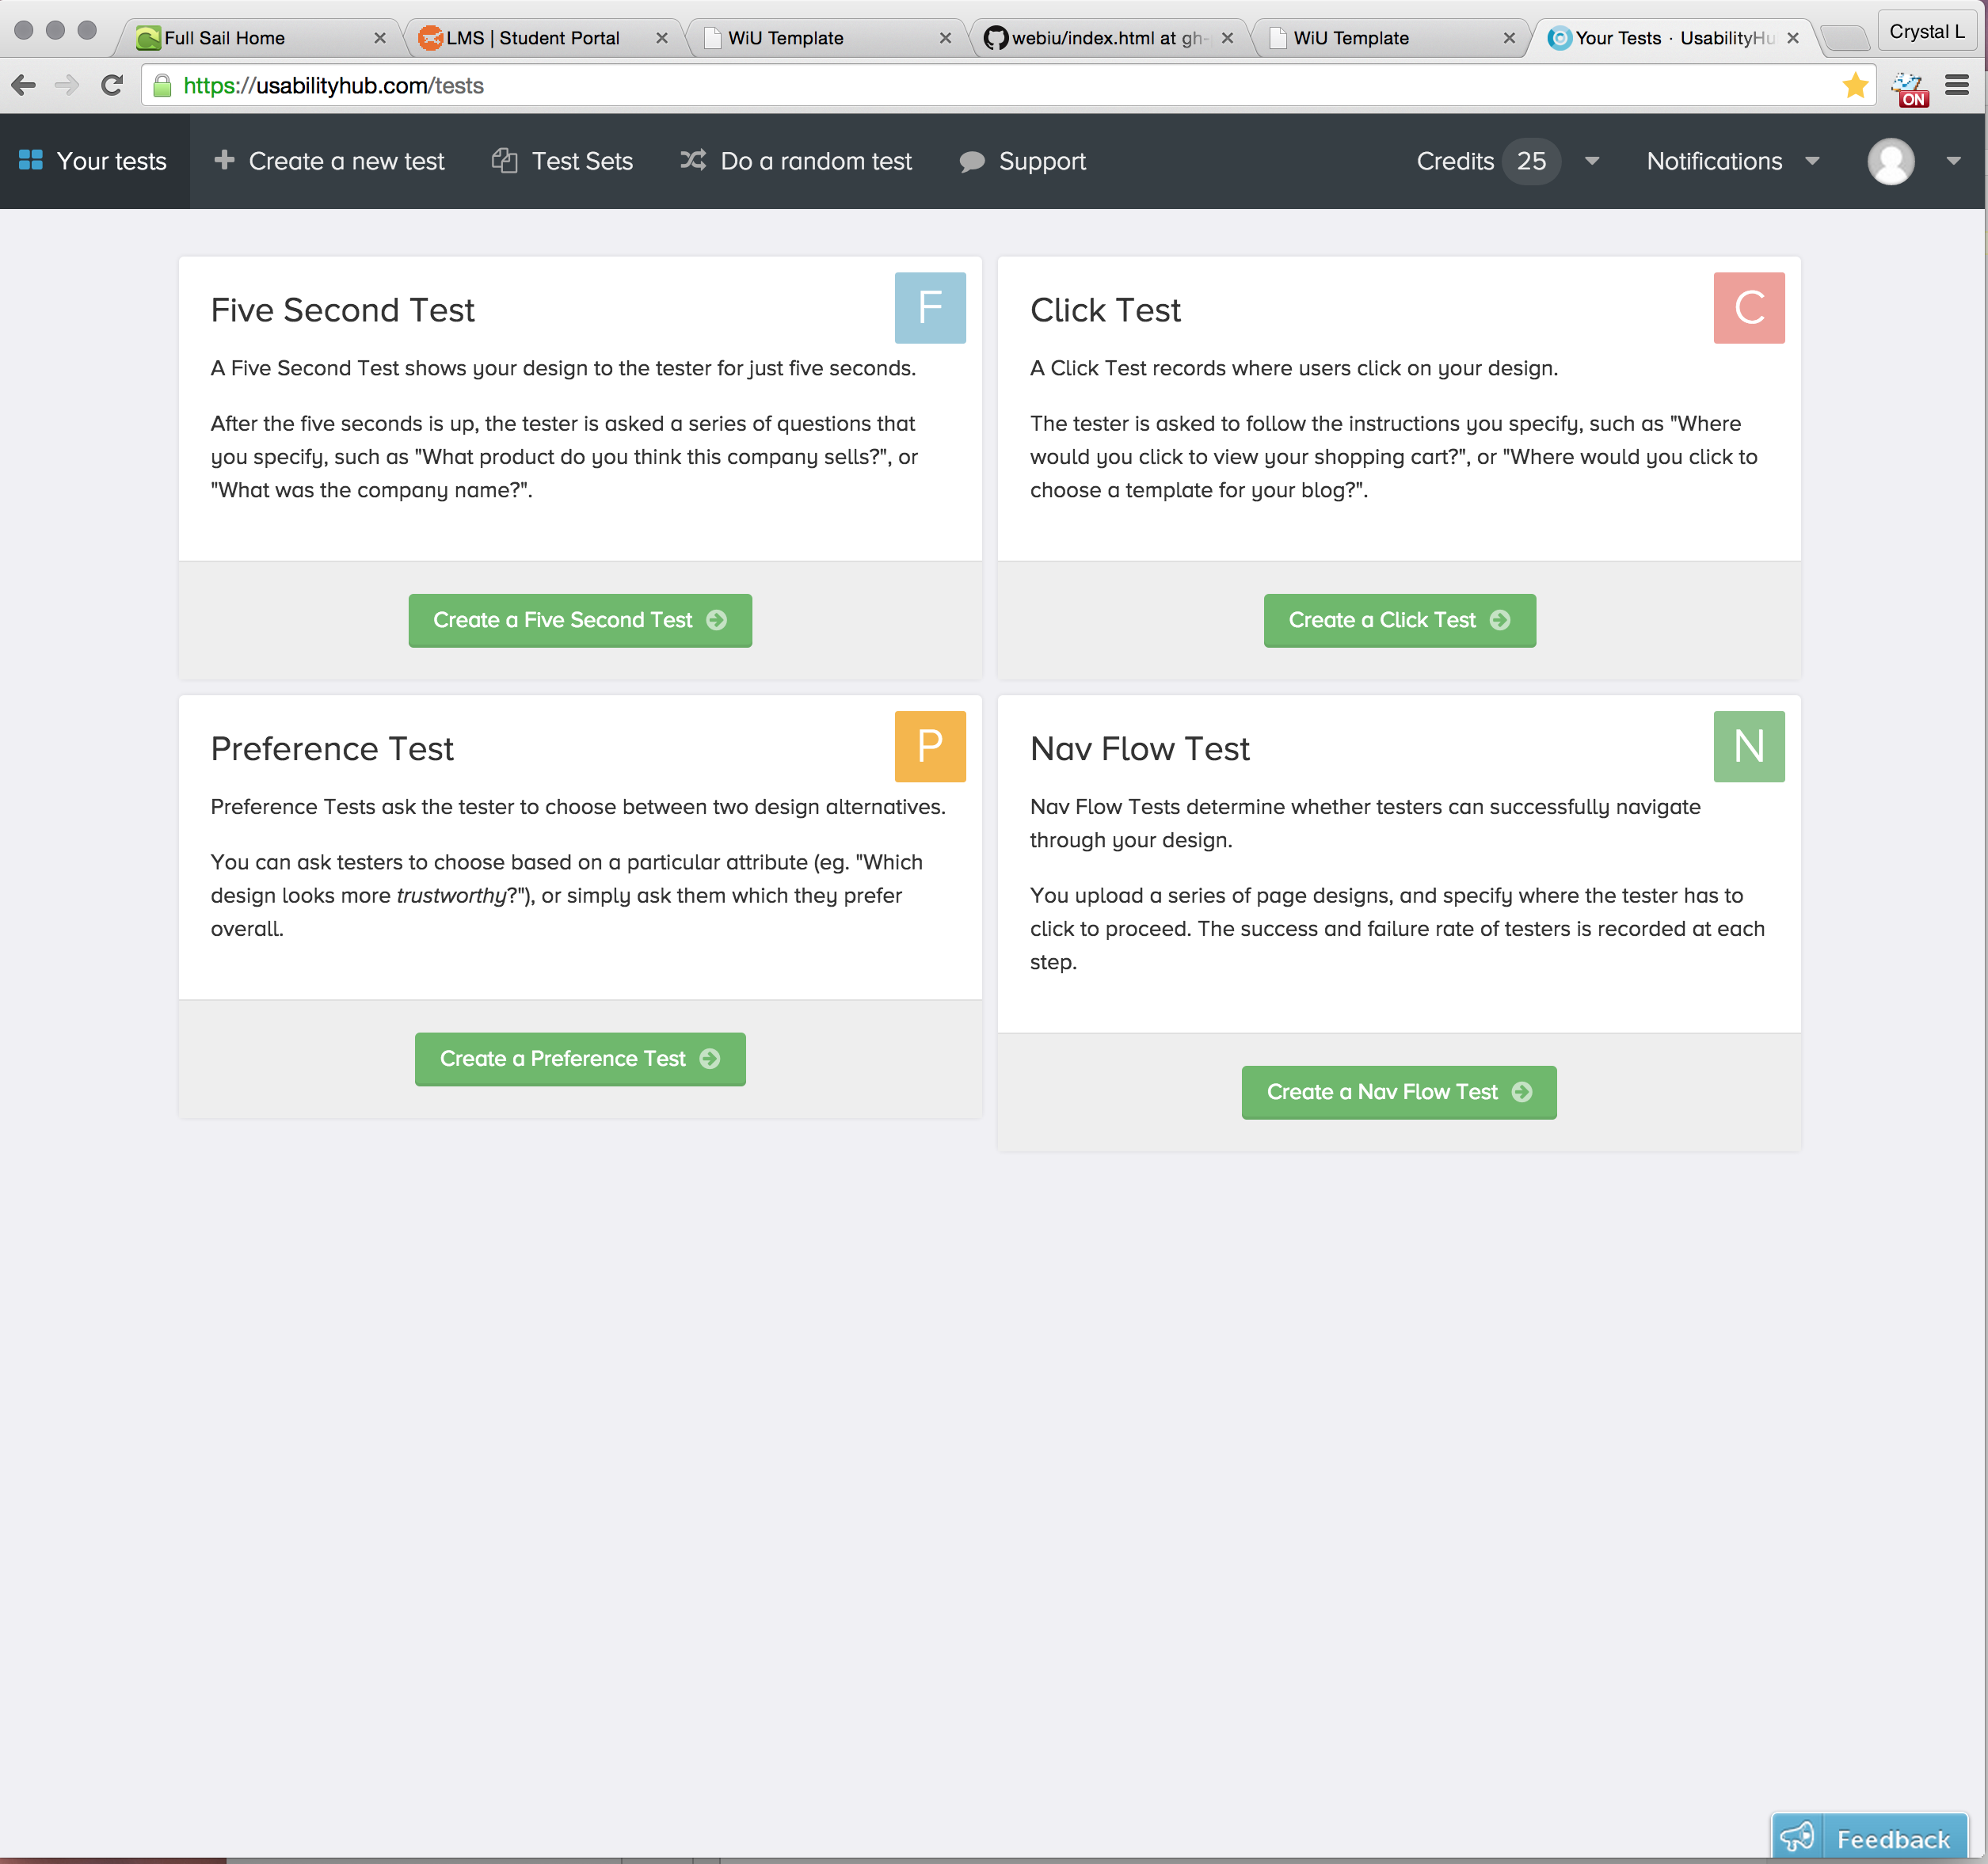 Full Sail Home
LMS | Student Portal
WiU Template
webiu/index.html at gh-
WiU Template
Your Tests · UsabilityHu
Crystal L
https://usabilityhub.com/tests
ON
Your tests
Create a new test
Test Sets
Do a random test
Support
Credits 25
Notifications
Five Second Test
F
A Five Second Test shows your design to the tester for just five seconds.
After the five seconds is up, the tester is asked a series of questions that
you specify, such as "What product do you think this company sells?", or
"What was the company name?".
Create a Five Second Test
Click Test
C
A Click Test records where users click on your design.
The tester is asked to follow the instructions you specify, such as "Where
would you click to view your shopping cart?", or "Where would you click to
choose a template for your blog?".
Create a Click Test
Preference Test
P
Preference Tests ask the tester to choose between two design alternatives.
You can ask testers to choose based on a particular attribute (eg. "Which
design looks more trustworthy?"), or simply ask them which they prefer
overall.
Create a Preference Test
Nav Flow Test
N
Nav Flow Tests determine whether testers can successfully navigate
through your design.
You upload a series of page designs, and specify where the tester has to
click to proceed. The success and failure rate of testers is recorded at each
step.
Create a Nav Flow Test
Feedback